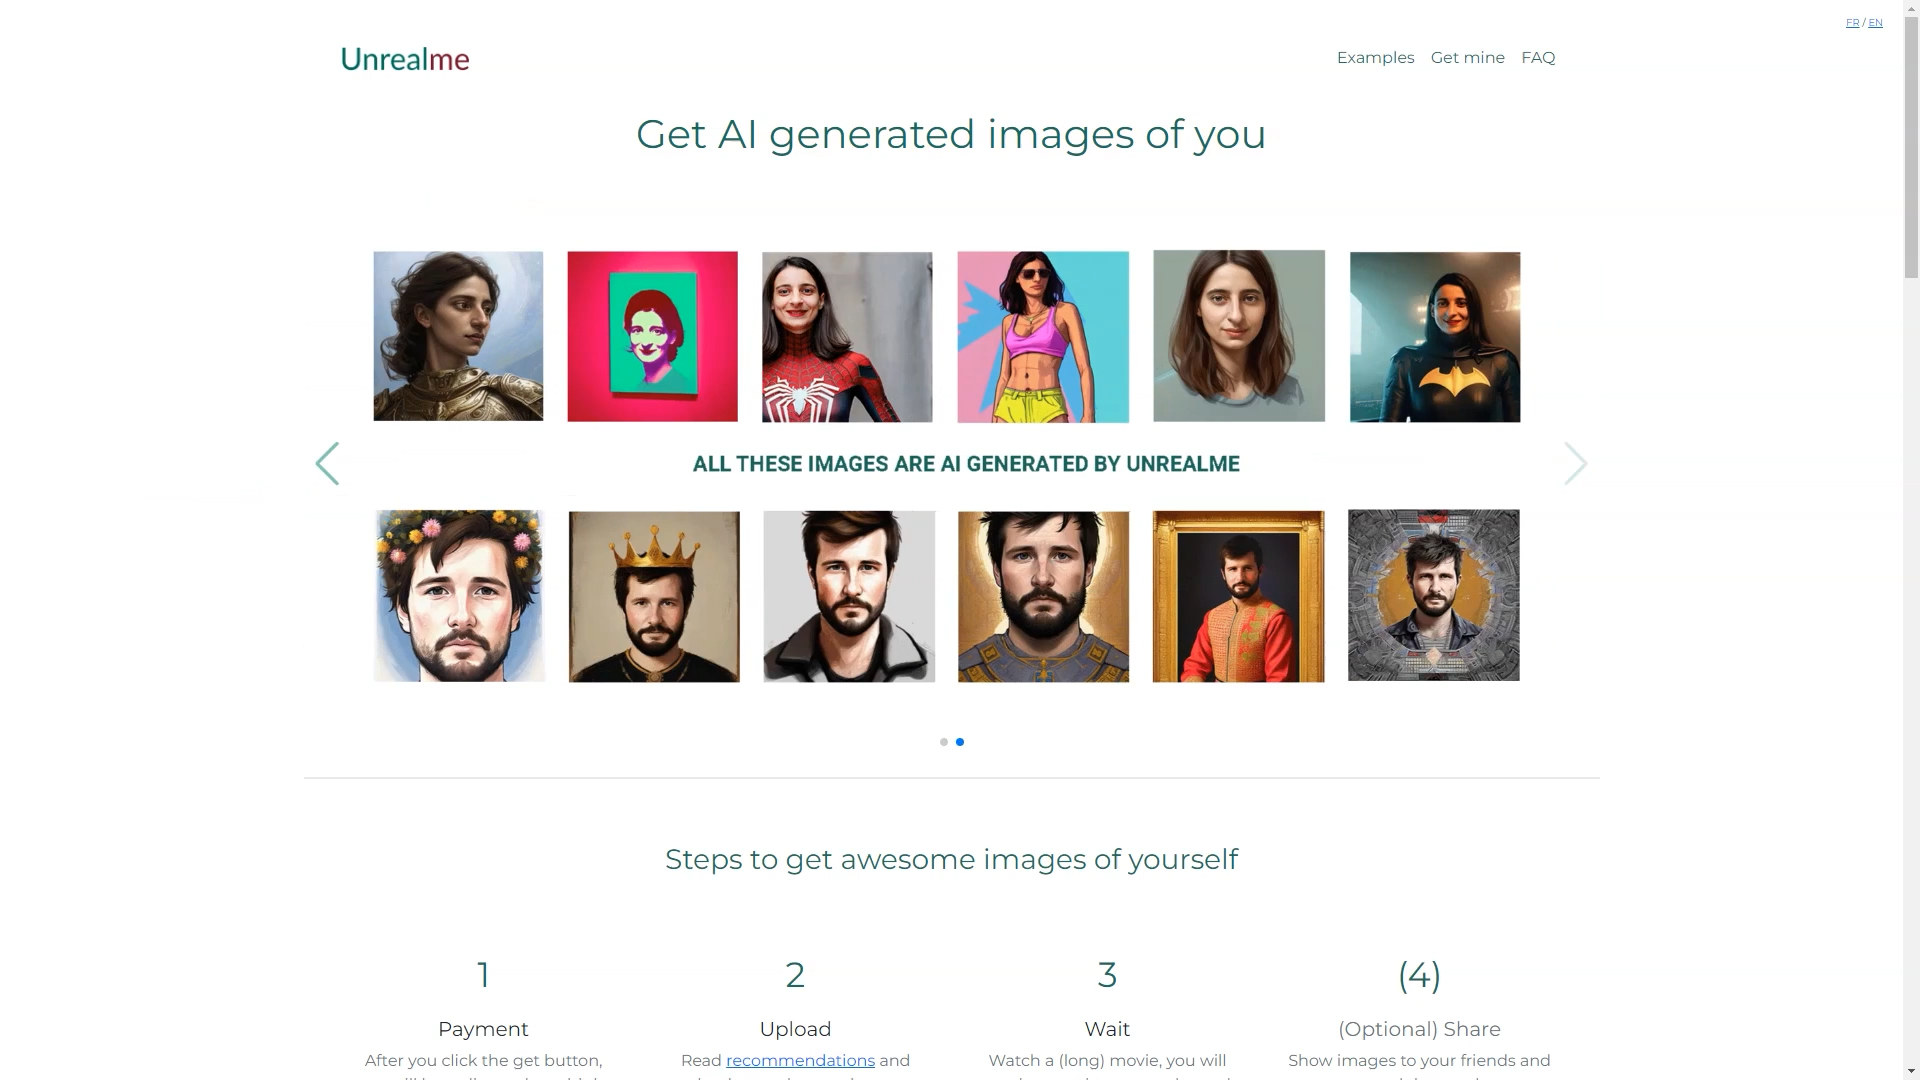 FR / EN
Unrealme
Examples Get mine FAQ
Get AI generated images of you
ALL THESE IMAGES ARE AI GENERATED BY UNREALME
Steps to get awesome images of yourself
1
Payment
After you click the get button,
2
Upload
Read recommendations and
3
Wait
Watch a (long) movie, you will
(4)
(Optional) Share
Show images to your friends and